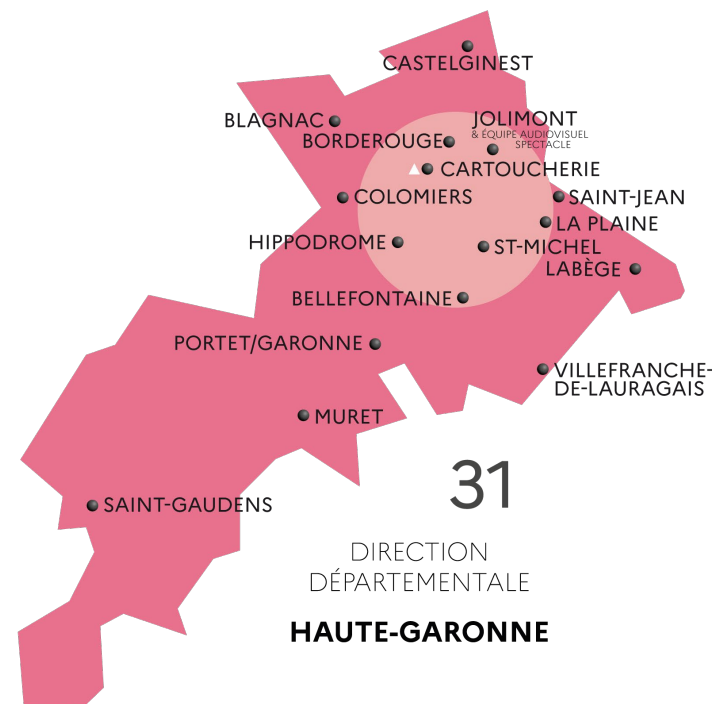 CASTELGINEST
BLAGNAC
JOLIMONT
& ÉQUIPE AUDIOVISUEL
SPECTACLE
BORDEROUGE
CARTOUCHERIE
COLOMIERS
SAINT-JEAN
LA PLAINE
HIPPODROME
ST-MICHEL
LABÈGE
BELLEFONTAINE
PORTET/GARONNE
VILLEFRANCHE-
DE-LAURAGAIS
MURET
SAINT-GAUDENS
31
DIRECTION
DÉPARTEMENTALE
HAUTE-GARONNE